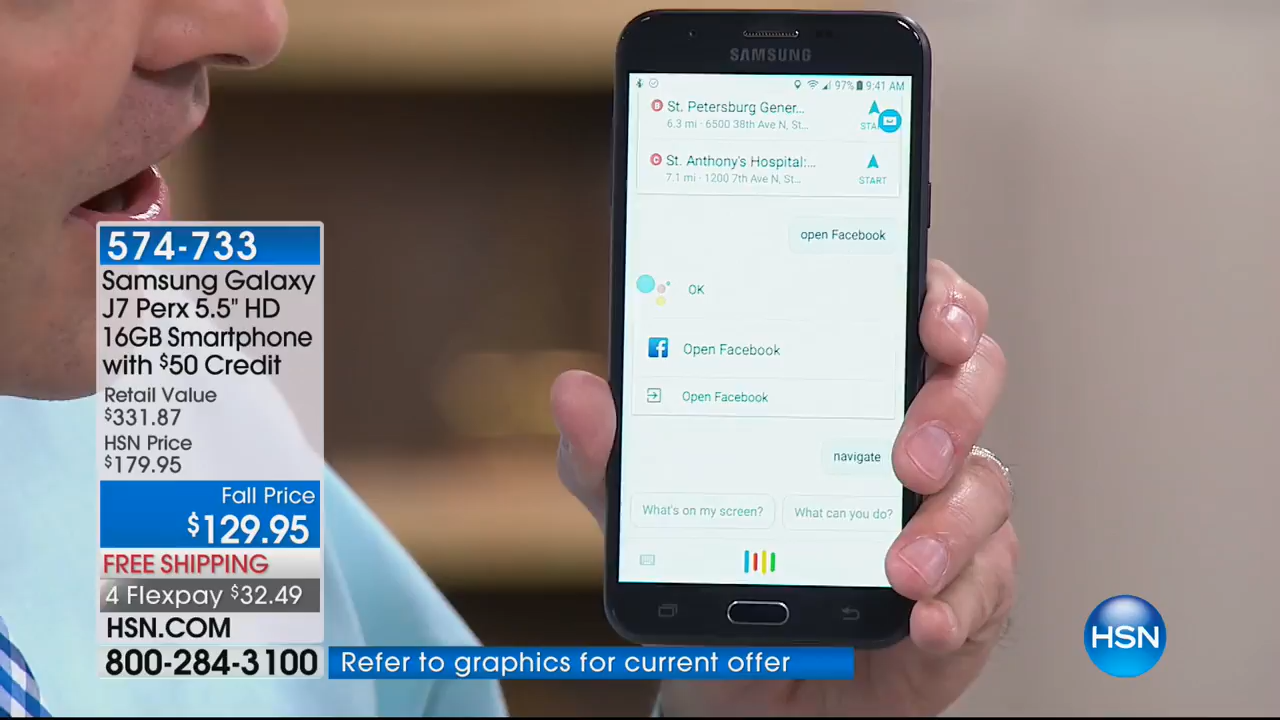 574-733
Samsung Galaxy
J7 Perx 5.5" HD
16GB Smartphone
with $50 Credit
Retail Value
$331.87
HSN Price
$179.95
Fall Price
$129.95
FREE SHIPPING
4 Flexpay $32.49
HSN.COM
800-284-3100
Refer to graphics for current offer
SAMSUNG
97% 9:41 AM
B St. Petersburg Gener...
6.3 mi · 6500 38th Ave N, St...
STA
C St. Anthony's Hospital:...
7.1 mi · 1200 7th Ave N, St...
START
open Facebook
OK
Open Facebook
Open Facebook
navigate
What's on my screen?
What can you do?
HSN